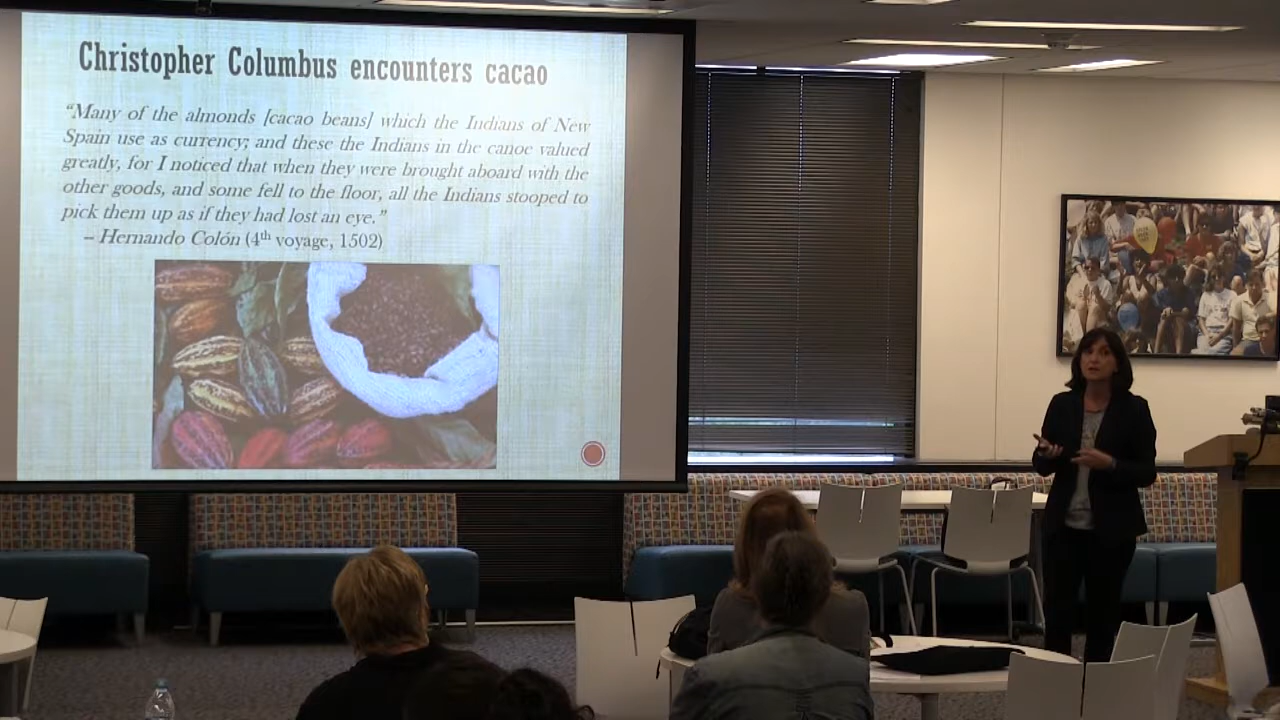 Christopher Columbus encounters cacao
“Many of the almonds [cacao beans] which the Indians of New
Spain use as currency; and these the Indians in the canoe valued
greatly, for I noticed that when they were brought aboard with the
other goods, and some fell to the floor, all the Indians stooped to
pick them up as if they had lost an eye.”
– Hernando Colón (4th voyage, 1502)